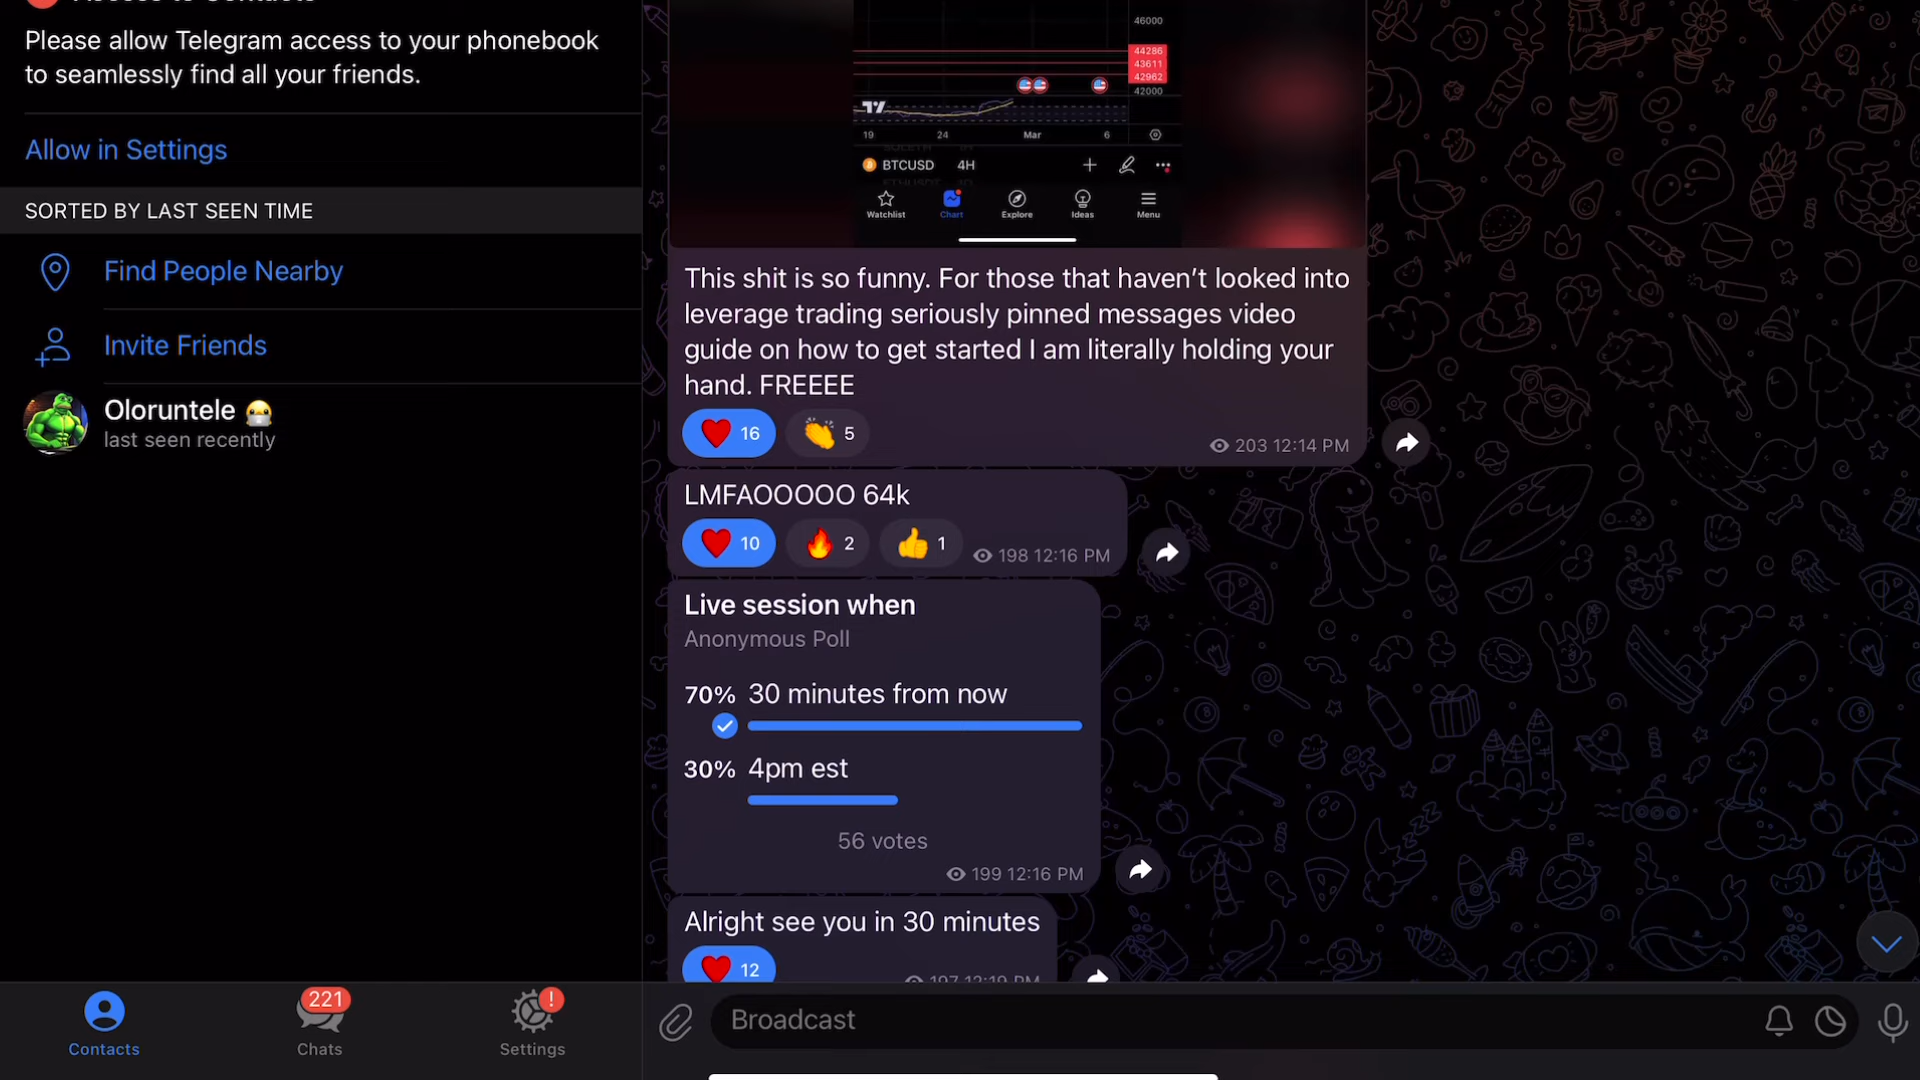 Please allow Telegram access to your phonebook
to seamlessly find all your friends.
Allow in Settings
SORTED BY LAST SEEN TIME
Find People Nearby
Invite Friends
Oloruntele
last seen recently
221
!
Contacts
Chats
Settings
46000
44286
43611
42962
42000
19
24
Mar
6
BTCUSD
4H
Watchlist
Chart
Explore
Ideas
Menu
This shit is so funny. For those that haven’t looked into
leverage trading seriously pinned messages video
guide on how to get started I am literally holding your
hand. FREEEE
16
5
203 12:14 PM
LMFAOOOOO 64k
10
2
1
198 12:16 PM
Live session when
Anonymous Poll
70% 30 minutes from now
30% 4pm est
56 votes
199 12:16 PM
Alright see you in 30 minutes
12
197 12:19 PM
Broadcast